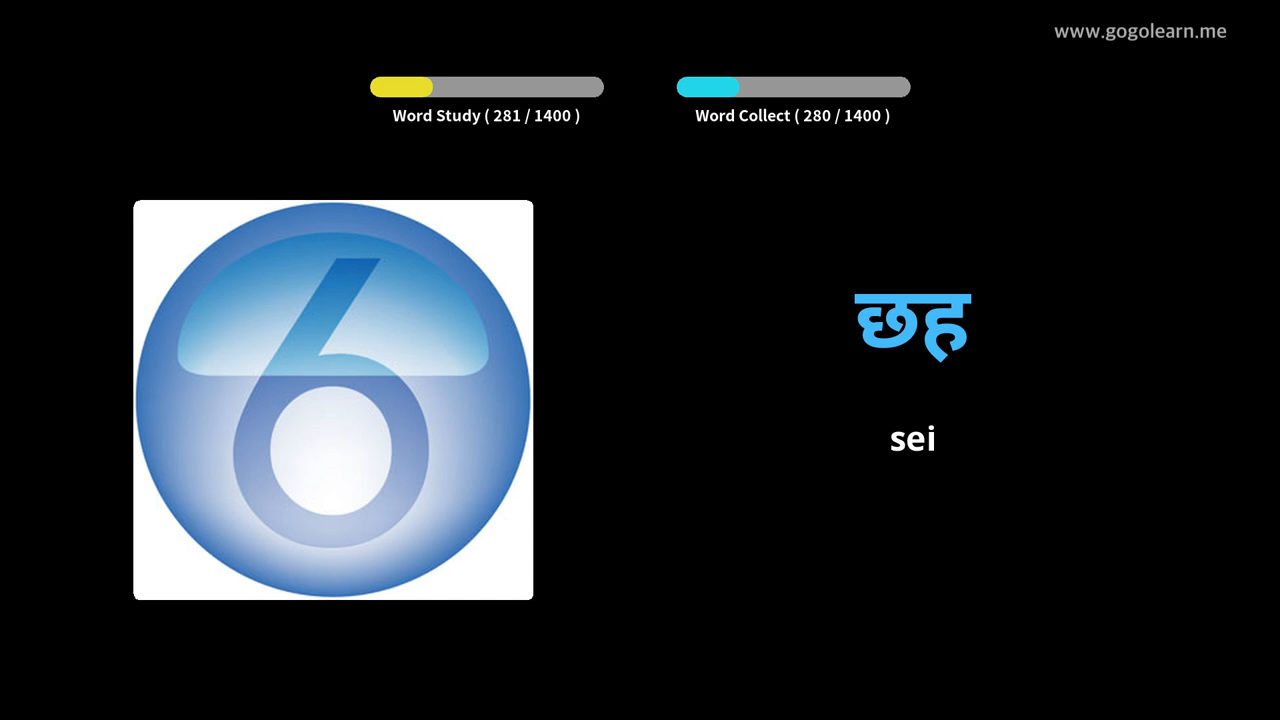 www.gogolearn.me
Word Study ( 281 / 1400 )
Word Collect ( 280 / 1400 )
6
छह
sei